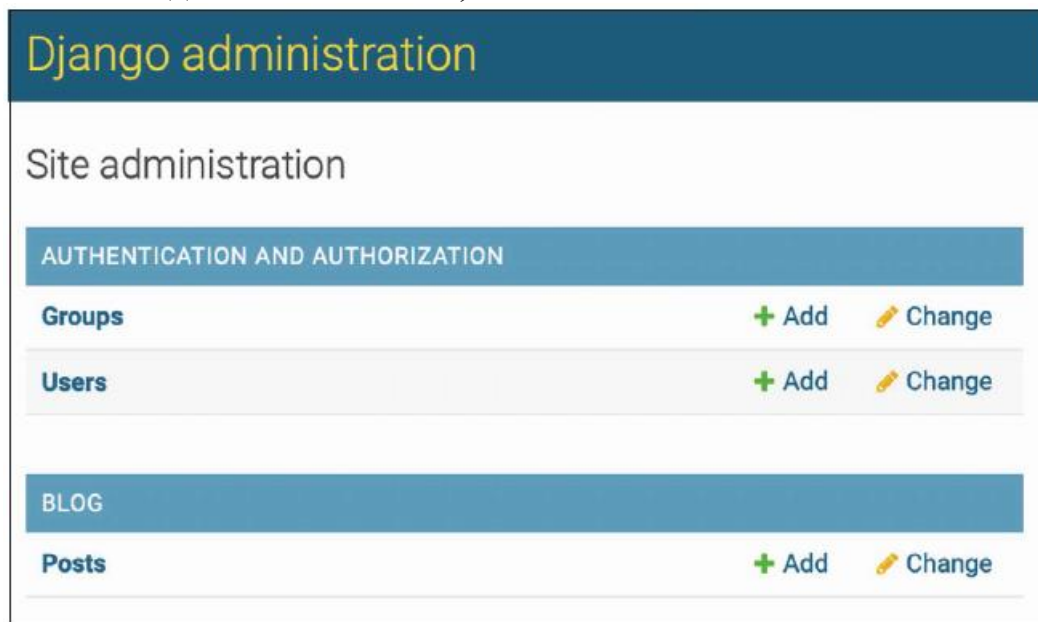 Django administration
Site administration
AUTHENTICATION AND AUTHORIZATION
Groups Add Change
Users Add Change
BLOG
Posts Add Change